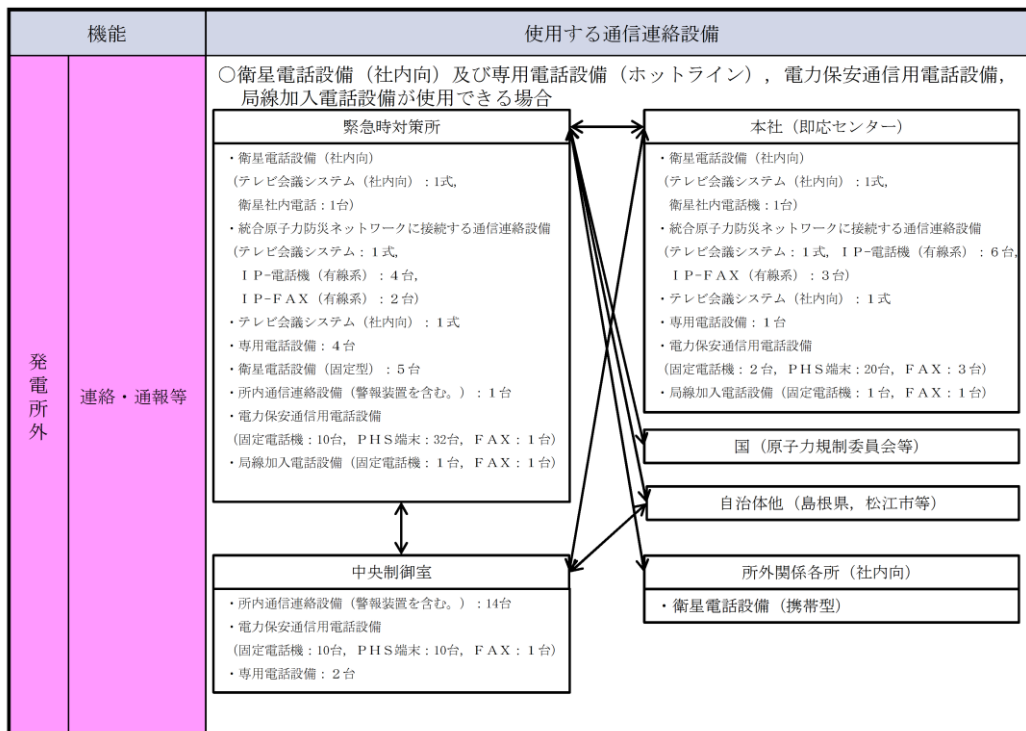 機能
使用する通信連絡設備
発電所外
連絡・通報等
○衛星電話設備（社内向）及び専用電話設備（ホットライン），電力保安通信用電話設備，
局線加入電話設備が使用できる場合
緊急時対策所
・衛星電話設備（社内向）
（テレビ会議システム（社内向）：1式，
衛星社内電話：1台）
・統合原子力防災ネットワークに接続する通信連絡設備
（テレビ会議システム：１式，
ＩＰ-電話機（有線系）：４台，
ＩＰ-ＦＡＸ（有線系）：２台）
・テレビ会議システム（社内向）：１式
・専用電話設備：４台
・衛星電話設備（固定型）：５台
・所内通信連絡設備（警報装置を含む。）：１台
・電力保安通信用電話設備
（固定電話機：10台，ＰＨＳ端末：32台，ＦＡＸ：１台）
・局線加入電話設備（固定電話機：１台，ＦＡＸ：１台）
本社（即応センター）
・衛星電話設備（社内向）
（テレビ会議システム（社内向）：1式，
衛星社内電話機：1台）
・統合原子力防災ネットワークに接続する通信連絡設備
（テレビ会議システム：１式，ＩＰ-電話機（有線系）：６台，
ＩＰ-ＦＡＸ（有線系）：３台）
・テレビ会議システム（社内向）：１式
・専用電話設備：１台
・電力保安通信用電話設備
（固定電話機：２台，ＰＨＳ端末：20台，ＦＡＸ：３台）
・局線加入電話設備（固定電話機：１台，ＦＡＸ：１台）
国（原子力規制委員会等）
自治体他（島根県，松江市等）
中央制御室
・所内通信連絡設備（警報装置を含む。）：14台
・電力保安通信用電話設備
（固定電話機：10台，ＰＨＳ端末：10台，ＦＡＸ：１台）
・専用電話設備：２台
所外関係各所（社内向）
・衛星電話設備（携帯型）